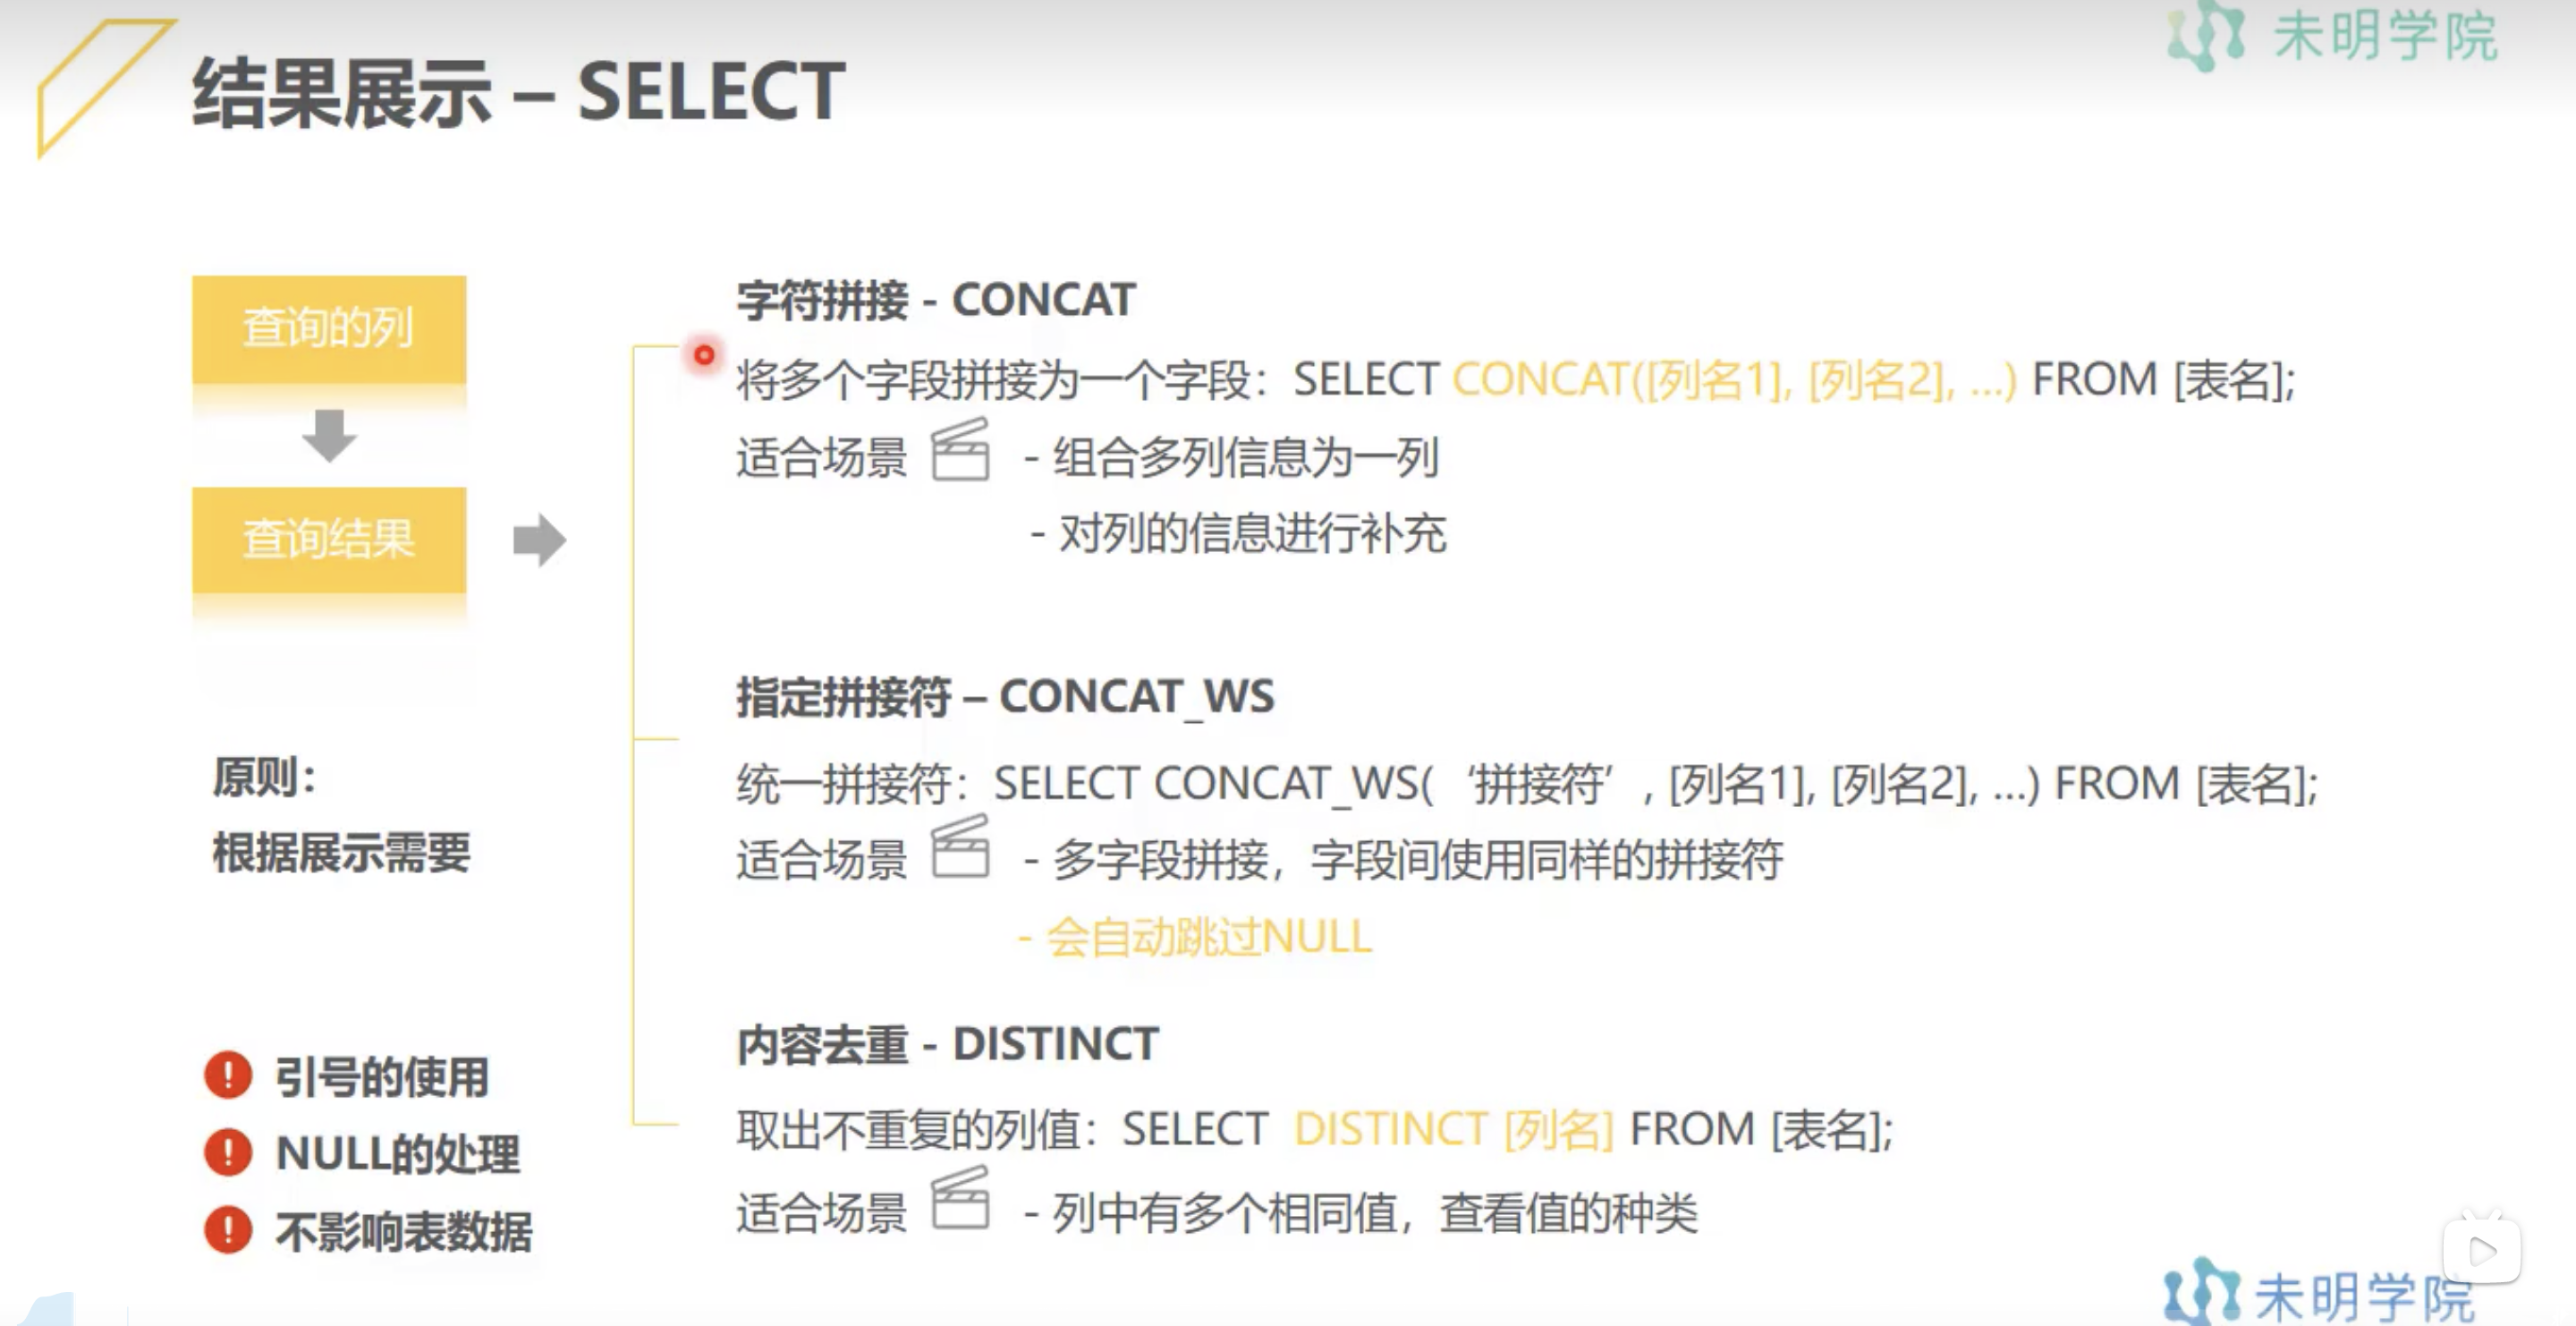 未明学院
结果展示 – SELECT
查询的列
查询结果
原则：
根据展示需要
引号的使用
NULL的处理
不影响表数据
字符拼接 - CONCAT
将多个字段拼接为一个字段：SELECT CONCAT([列名1], [列名2], ...) FROM [表名];
适合场景 - 组合多列信息为一列
- 对列的信息进行补充
指定拼接符 – CONCAT_WS
统一拼接符：SELECT CONCAT_WS(‘拼接符’, [列名1], [列名2], ...) FROM [表名];
适合场景 - 多字段拼接，字段间使用同样的拼接符
- 会自动跳过NULL
内容去重 - DISTINCT
取出不重复的列值：SELECT DISTINCT [列名] FROM [表名];
适合场景 - 列中有多个相同值，查看值的种类
未明学院